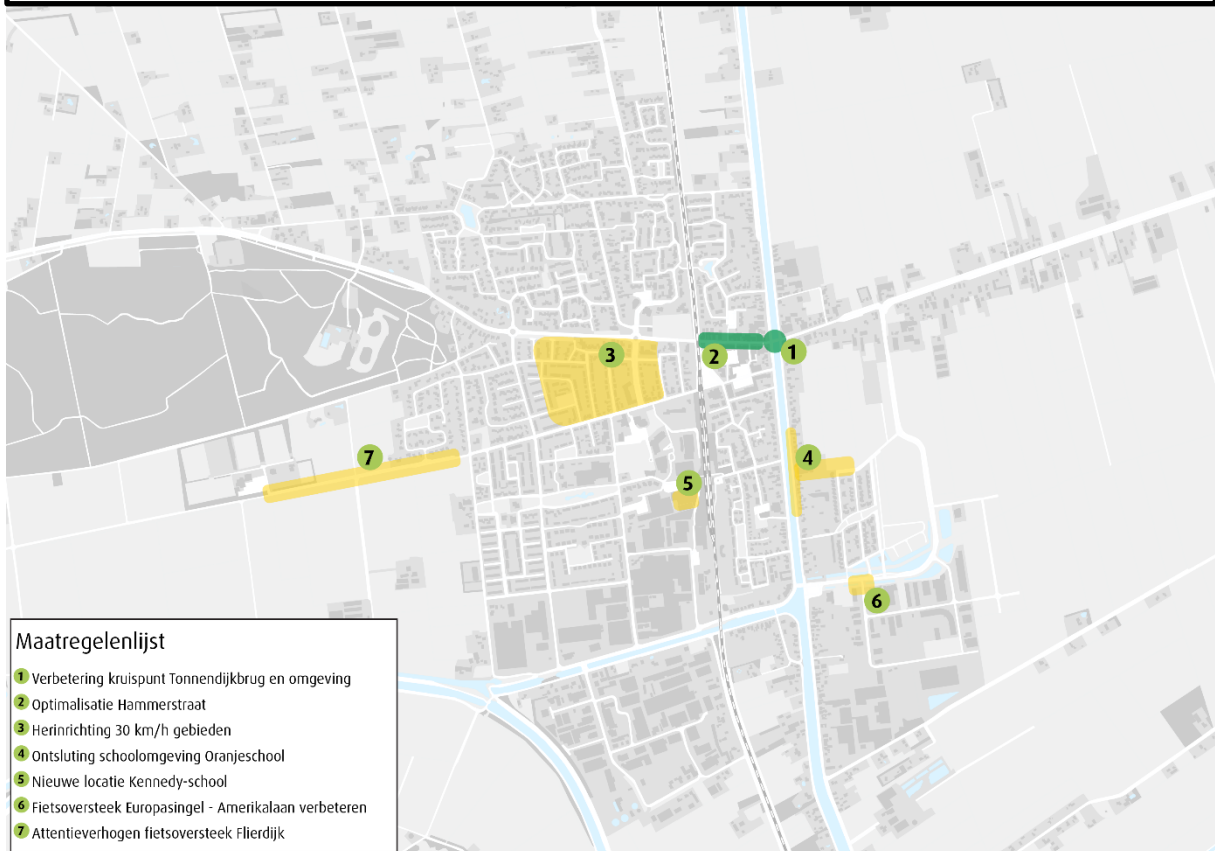 3
2
1
7
4
5
6
Maatregelenlijst
1 Verbetering kruispunt Tonnendijkbrug en omgeving
2 Optimalisatie Hammerstraat
3 Herinrichting 30 km/h gebieden
4 Ontsluting schoolomgeving Oranjeschool
5 Nieuwe locatie Kennedy-school
6 Fietsoversteek Europasingel - Amerikalaan verbeteren
7 Attentieverhogen fietsoversteek Flierdijk